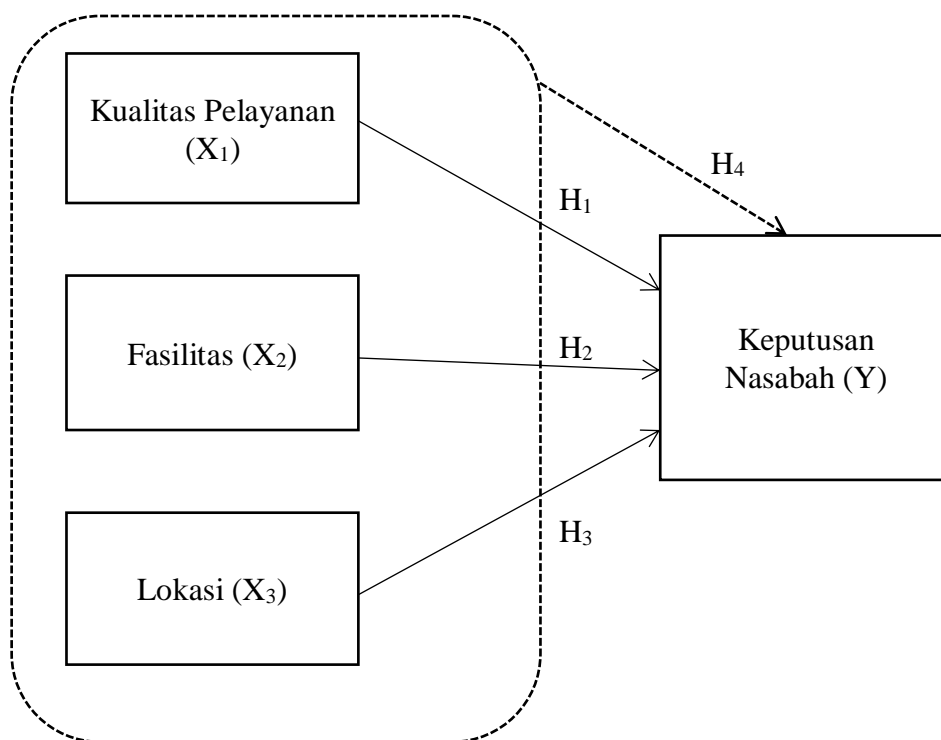 Kualitas Pelayanan
(X₁)
H₄
H₁
Fasilitas (X₂)
H₂
Keputusan
Nasabah (Y)
H₃
Lokasi (X₃)